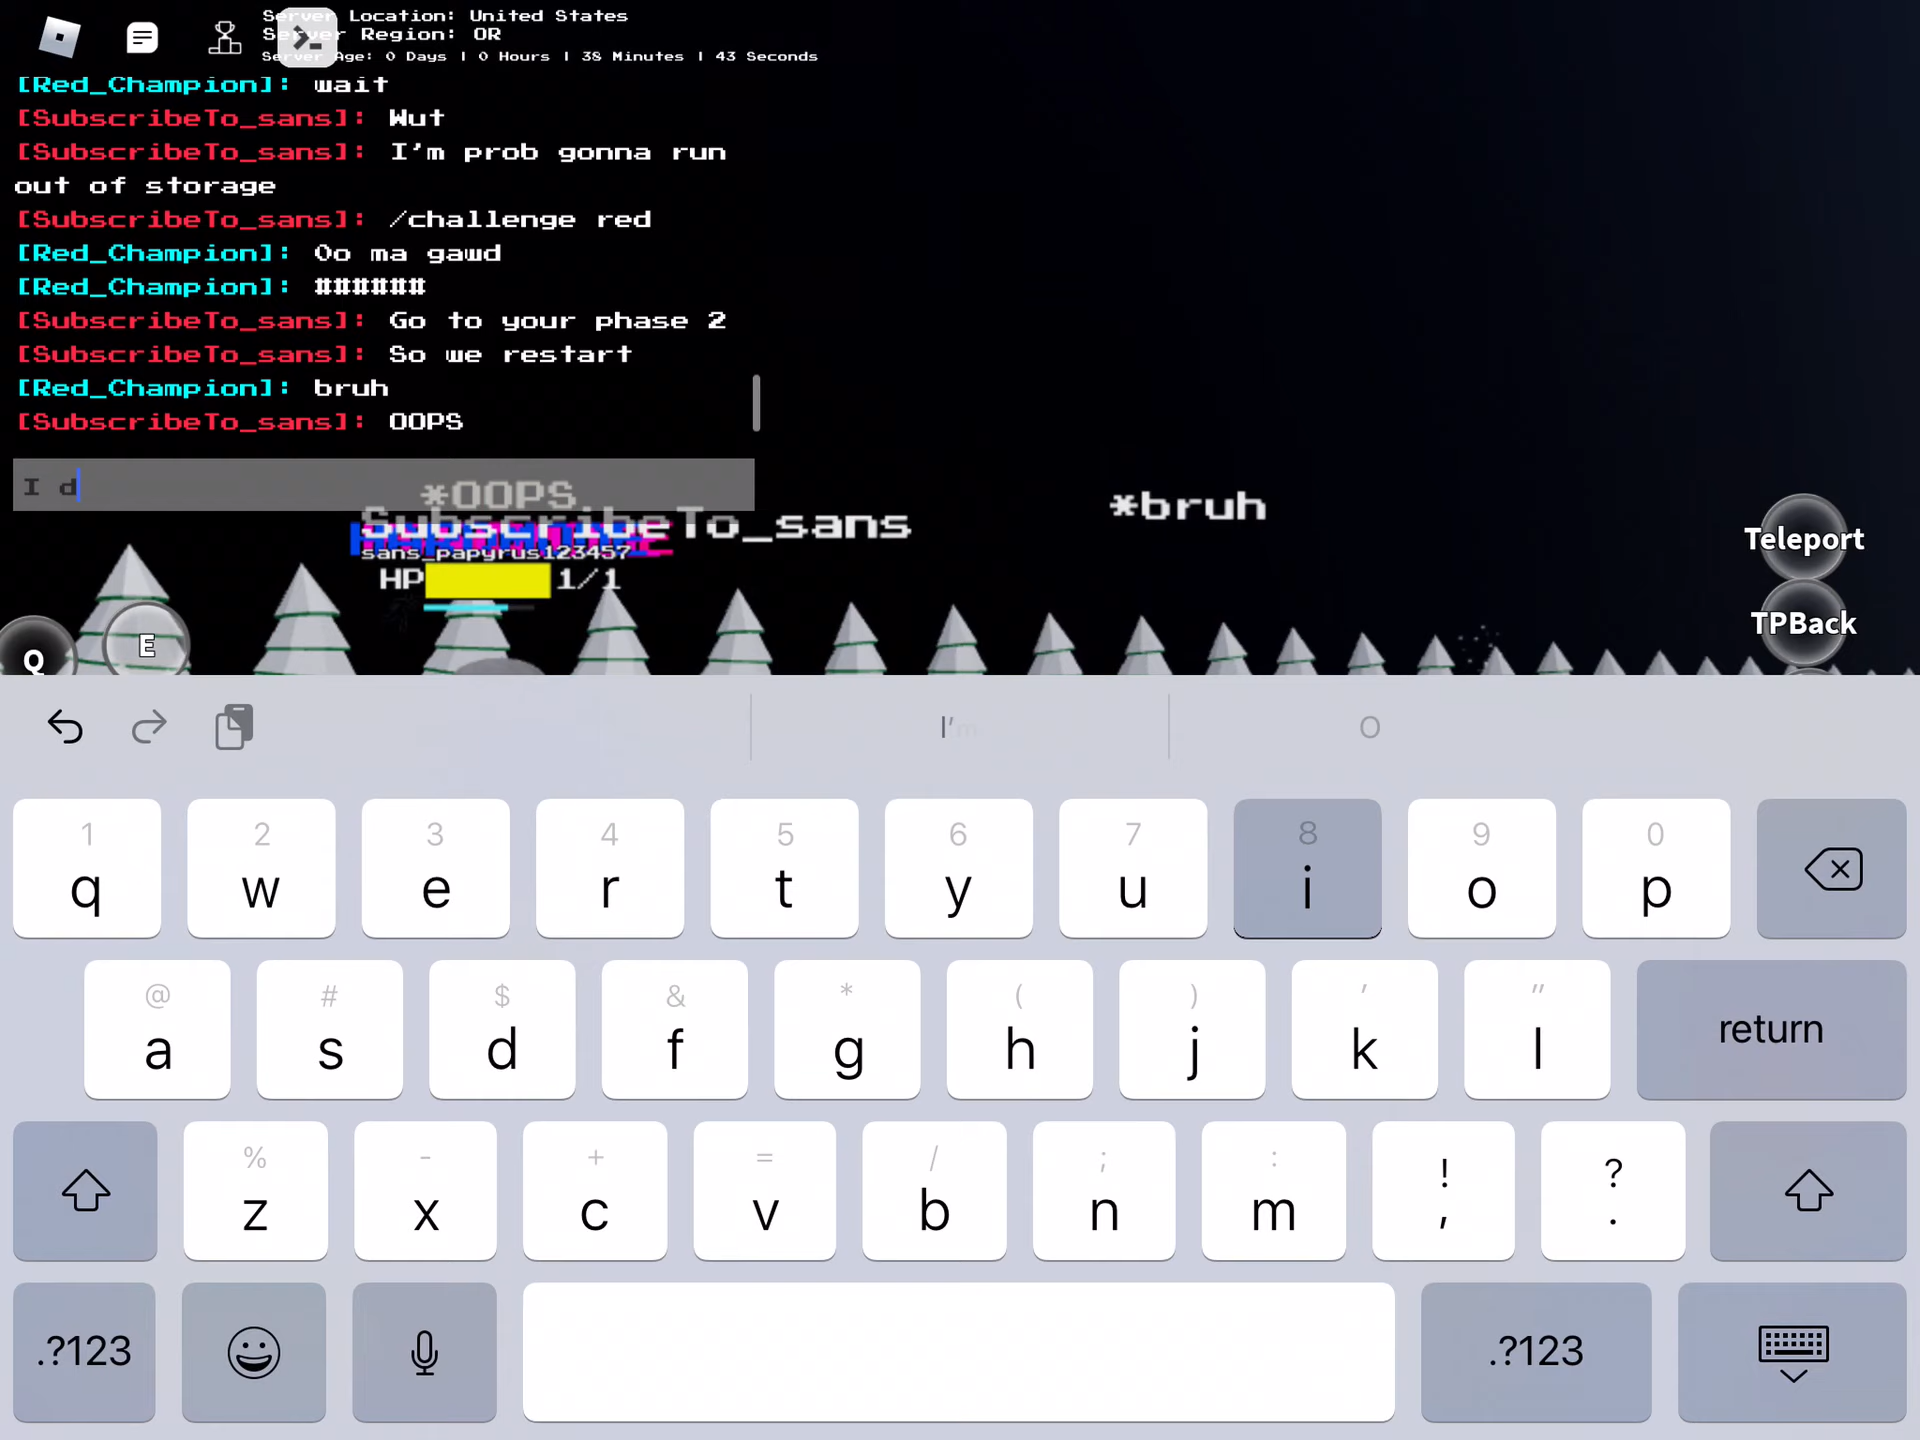 Server Location: United States
Server Region: OR
Server Age: 0 Days | 0 Hours | 38 Minutes | 43 Seconds
[Red_Champion]: wait
[SubscribeTo_sans]: Wut
[SubscribeTo_sans]: I'm prob gonna run
out of storage
[SubscribeTo_sans]: /challenge red
[Red_Champion]: Oo ma gawd
[Red_Champion]: ######
[SubscribeTo_sans]: Go to your phase 2
[SubscribeTo_sans]: So we restart
[Red_Champion]: bruh
[SubscribeTo_sans]: OOPS
I d
*OOPS
*bruh
SubscribeTo_sans
sans_papyrus123457
HP 1/1
Teleport
TPBack
Q E
I'm O
1 2 3 4 5 6 7 8 9 0
q w e r t y u i o p
@ # $ & * ( ) ' "
a s d f g h j k l return
% - + = / ; : ! ?
z x c v b n m , .
.?123 .?123